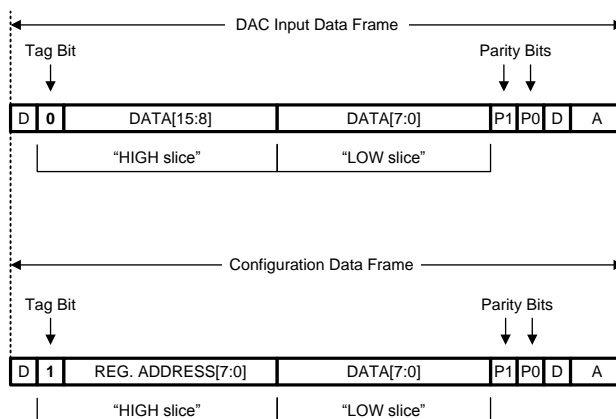 DAC Input Data Frame
Tag Bit
Parity Bits
D 0 DATA[15:8] DATA[7:0] P1 P0 D A
“HIGH slice” “LOW slice”
Configuration Data Frame
Tag Bit
Parity Bits
D 1 REG. ADDRESS[7:0] DATA[7:0] P1 P0 D A
“HIGH slice” “LOW slice”